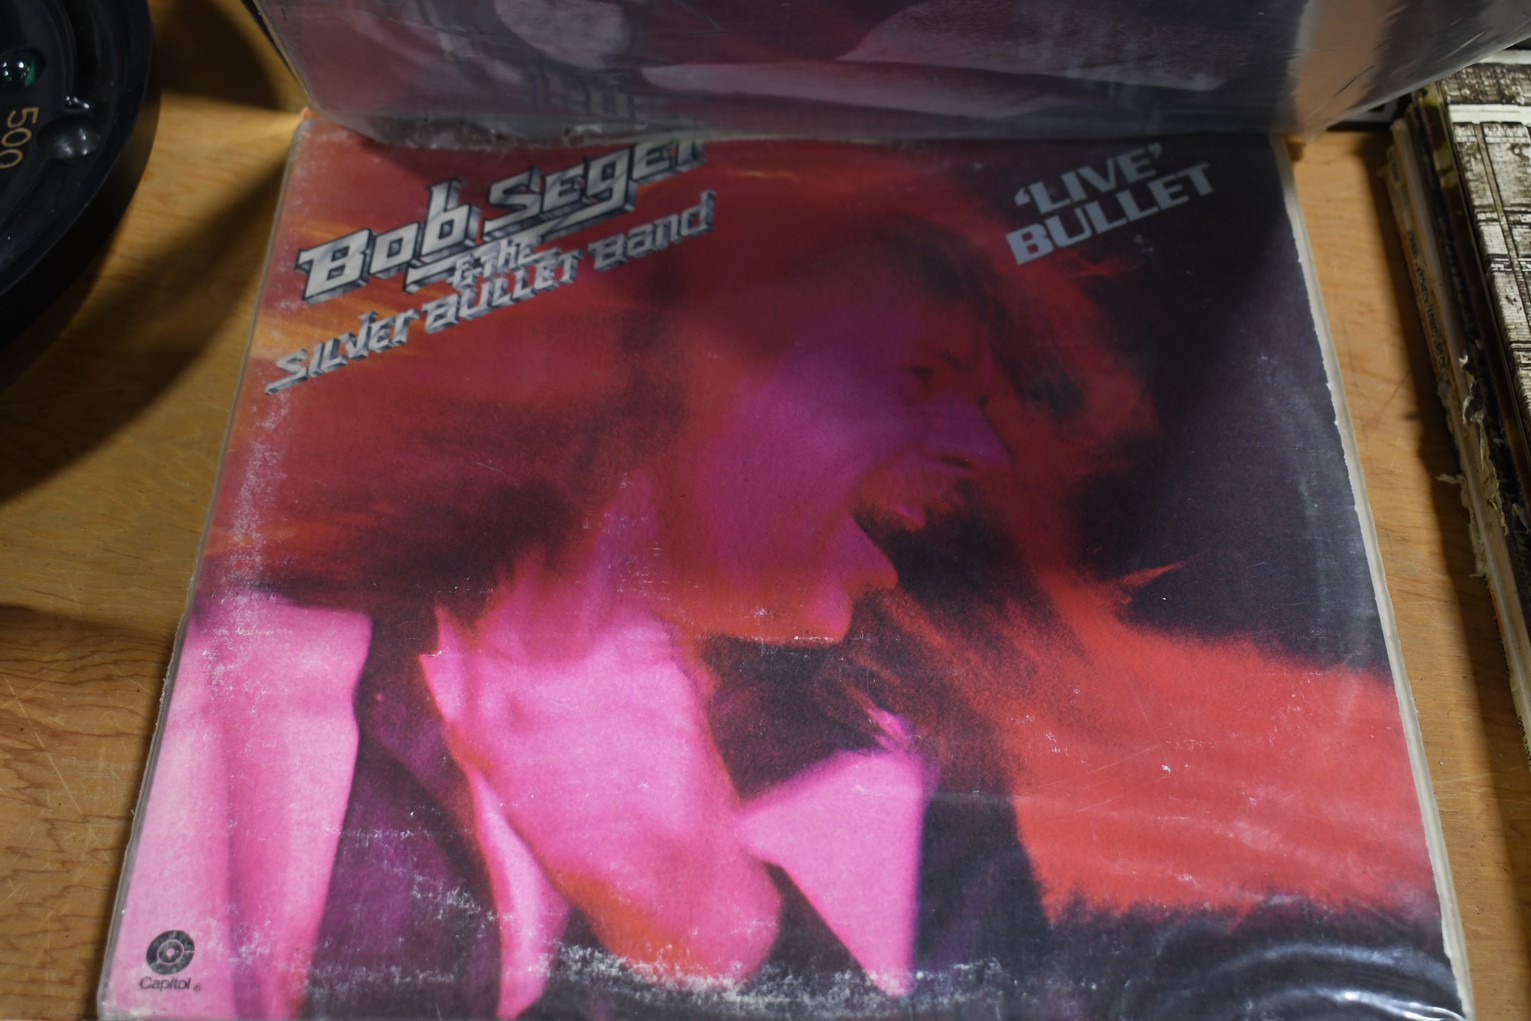 Bob Seger
& The
Silver Bullet Band
'LIVE'
BULLET
500
Capitol®